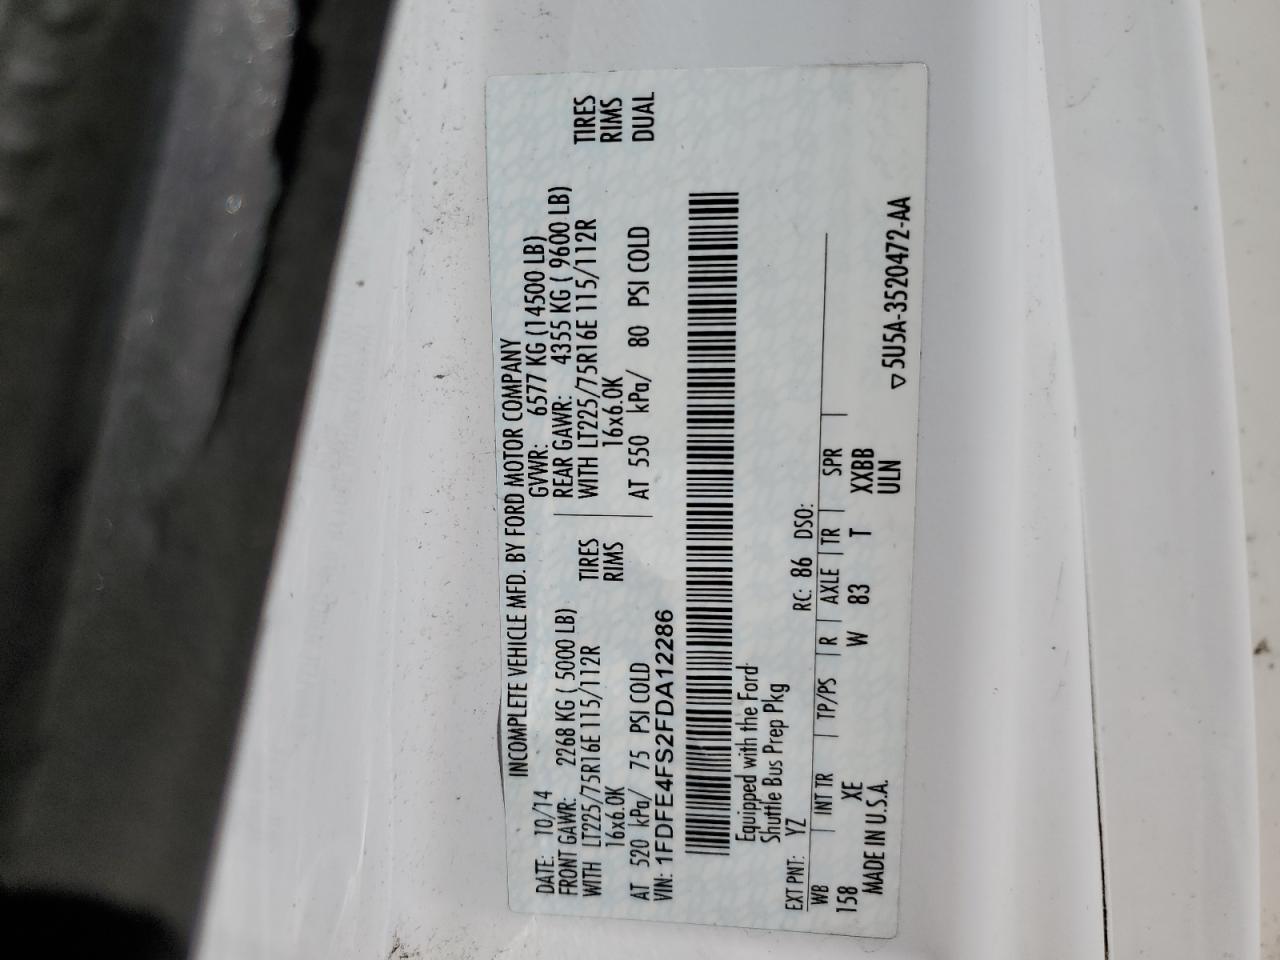 INCOMPLETE VEHICLE MFD. BY FORD MOTOR COMPANY
DATE: 10/14 GVWR: 6577 KG (14500 LB)
FRONT GAWR: 2268 KG ( 5000 LB) REAR GAWR: 4355 KG ( 9600 LB)
WITH LT225/75R16E 115/112R TIRES WITH LT225/75R16E 115/112R TIRES
16x6.0K RIMS 16x6.0K RIMS
AT 520 kPa/ 75 PSI COLD AT 550 kPa/ 80 PSI COLD DUAL
VIN: 1FDFE4FS2FDA12286
Equipped with the Ford
Shuttle Bus Prep Pkg
EXT PNT: YZ RC: 86 DSO:
WB INT TR TP/PS R AXLE TR SPR
158 XE W 83 T XXBB
MADE IN U.S.A. ULN
▽5U5A-3520472-AA